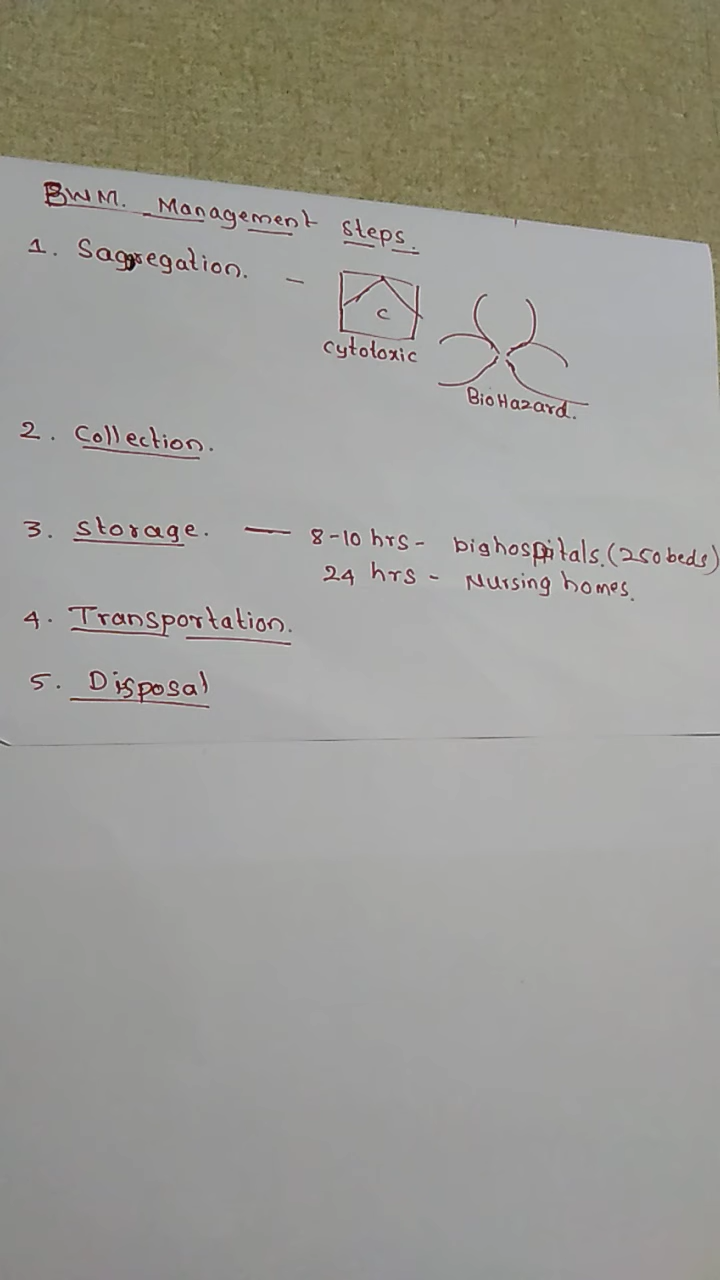 BWM. Management steps.
1. Saggregation. -
C
cytotoxic
BioHazard.
2. Collection.
3. storage. — 8-10 hrs - big hospitals. (250 beds)
24 hrs - Nursing homes.
4. Transportation.
5. Disposal